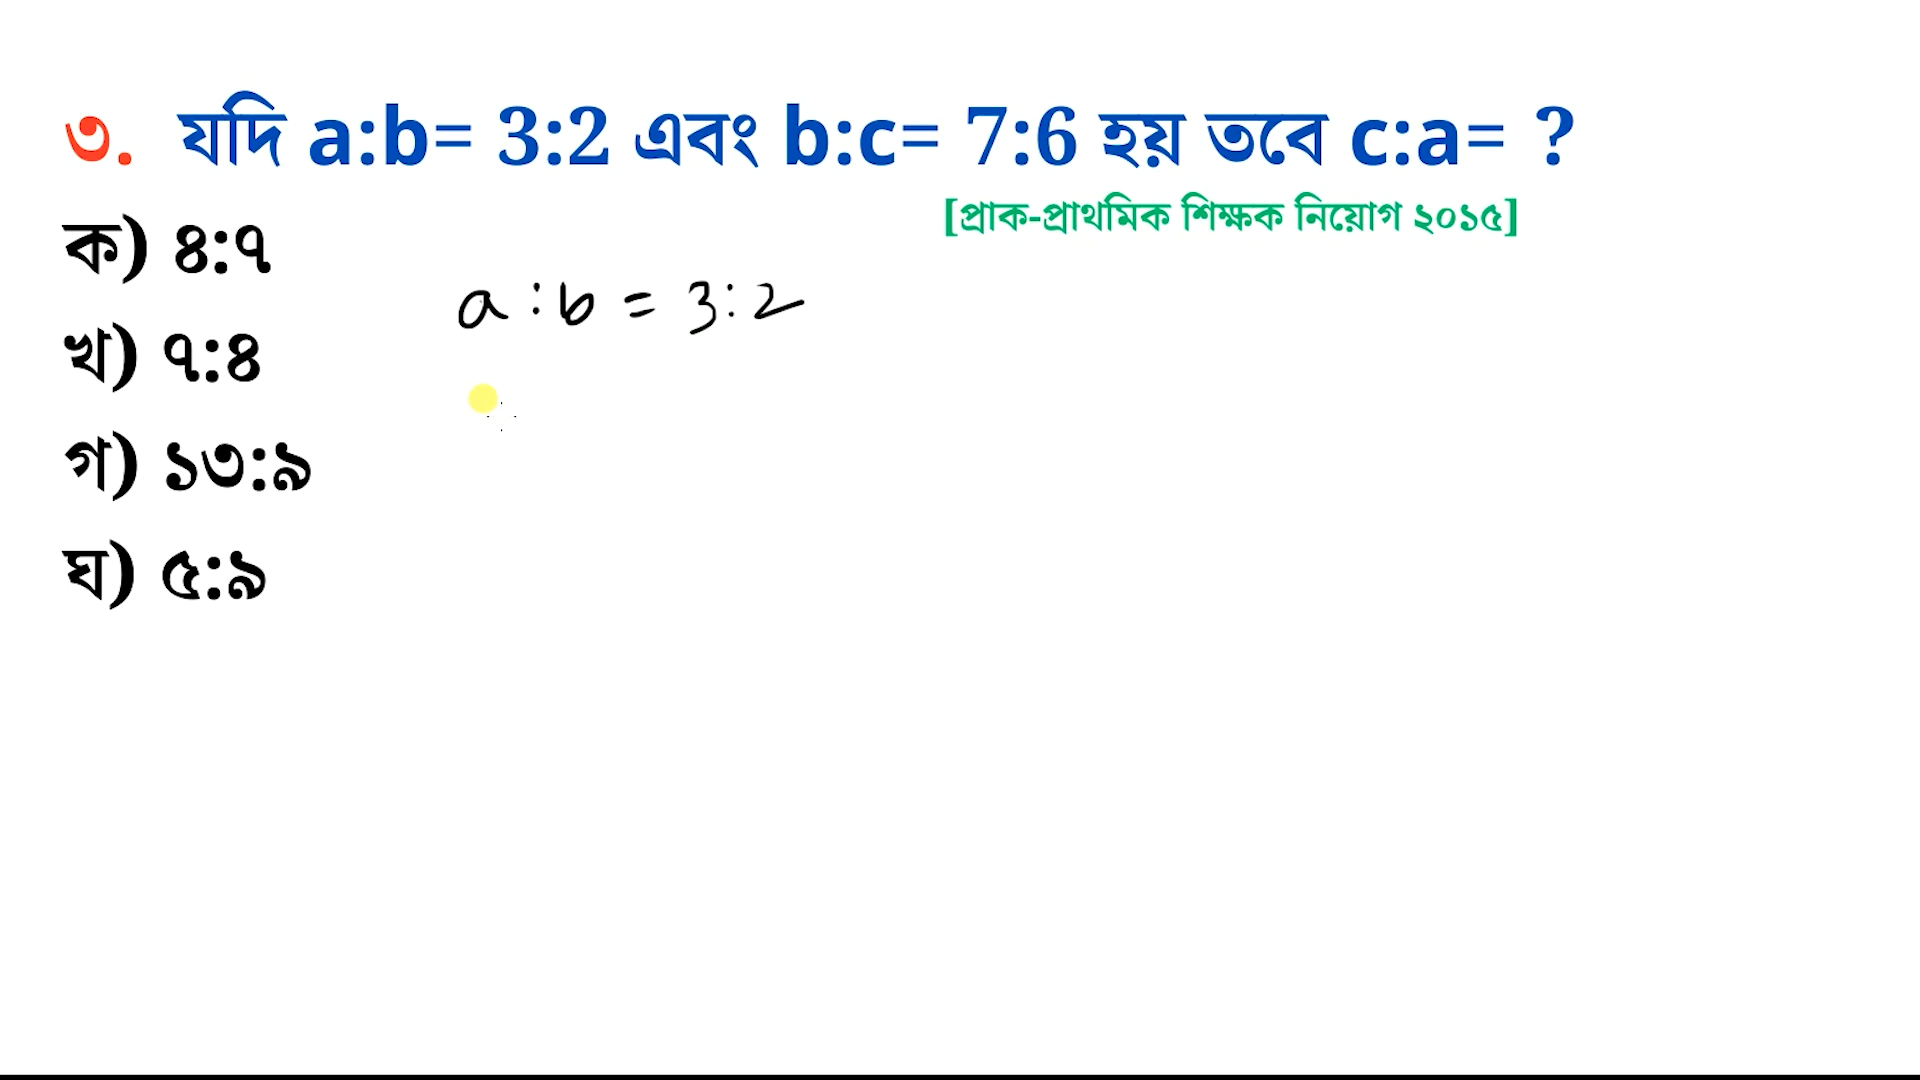 ৩. যদি a:b= 3:2 এবং b:c= 7:6 হয় তবে c:a= ?
[প্রাক-প্রাথমিক শিক্ষক নিয়োগ ২০১৫]
ক) ৪:৭
a : b = 3:2
খ) ৭:৪
গ) ১৩:৯
ঘ) ৫:৯